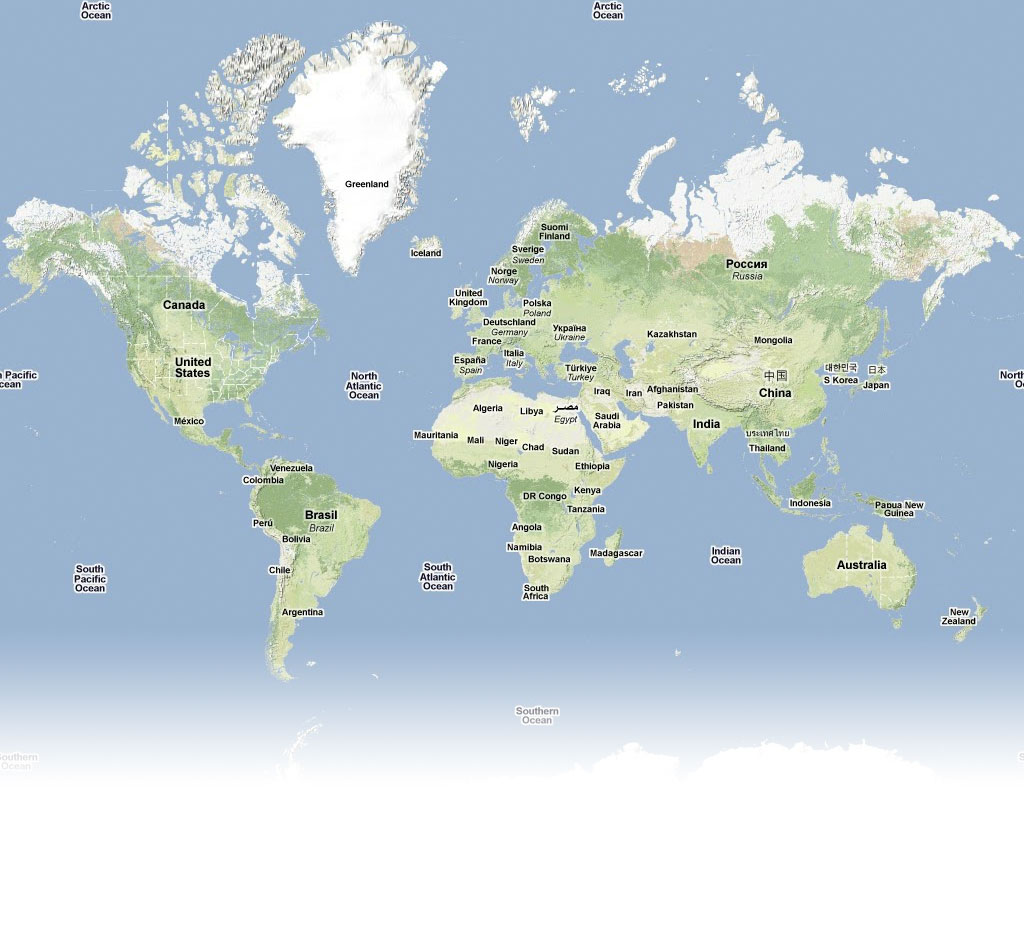 Arctic
Ocean
Arctic
Ocean
Greenland
Suomi
Finland
Iceland
Sverige
Sweden
Россия
Russia
Norge
Norway
Canada
United
Kingdom
Polska
Poland
Deutschland
Germany
Україна
Ukraine
Kazakhstan
Mongolia
France
United
States
España
Spain
Italia
Italy
Türkiye
Turkey
中国
China
대한민국
S Korea
日本
Japan
h Pacific
cean
North
Atlantic
Ocean
North
Oc
Iraq
Iran
Afghanistan
Pakistan
Algeria
Libya
مصر
Egypt
Saudi
Arabia
India
México
Mauritania
Mali
Niger
Chad
Sudan
ประเทศไทย
Thailand
Venezuela
Colombia
Nigeria
Ethiopia
Kenya
DR Congo
Tanzania
Indonesia
Papua New
Guinea
Perú
Brasil
Brazil
Bolivia
Angola
Namibia
Botswana
Madagascar
Indian
Ocean
Australia
South
Pacific
Ocean
Chile
South
Atlantic
Ocean
South
Africa
Argentina
New
Zealand
Southern
Ocean
Southern
Ocean
S